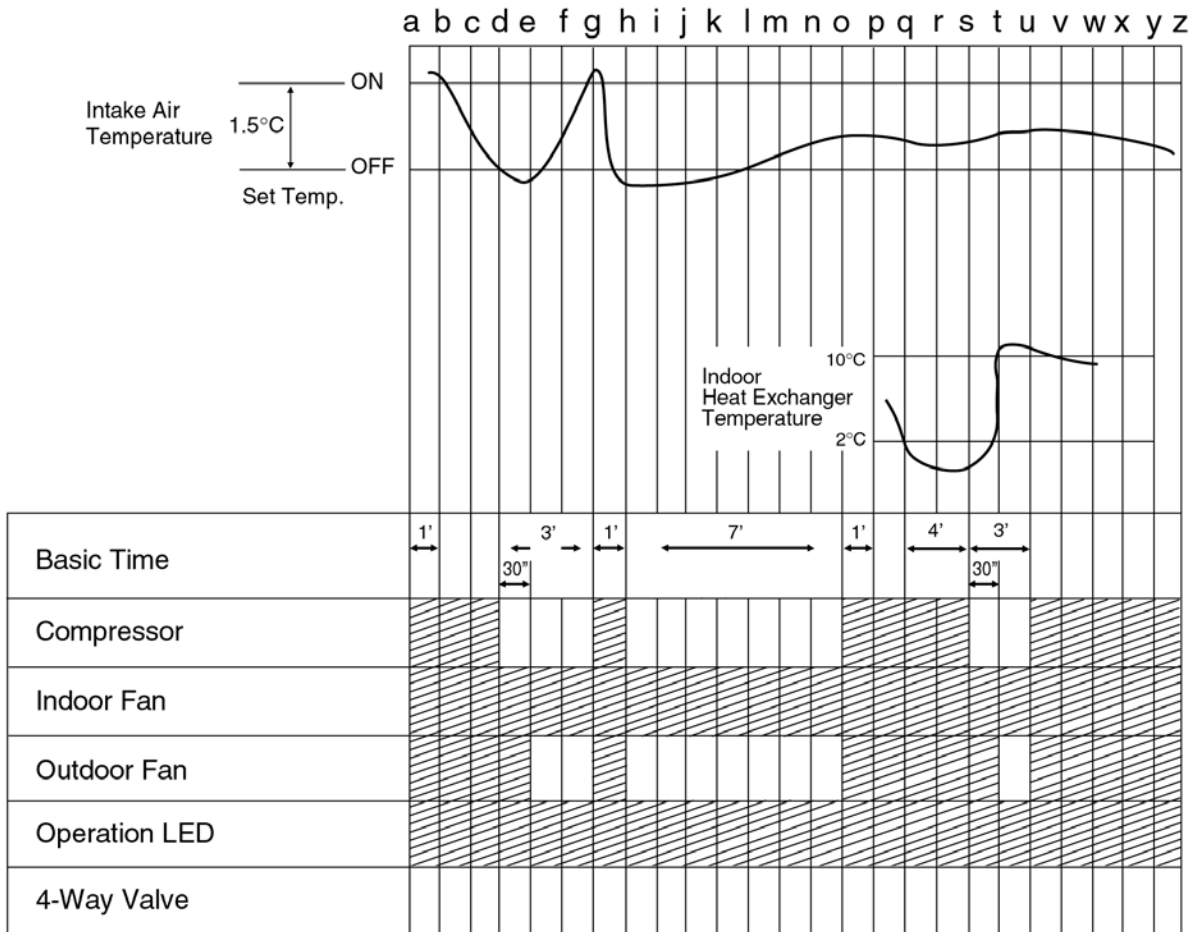 a b c d e f g h i j k l m n o p q r s t u v w x y z
ON
Intake Air
Temperature
1.5°C
OFF
Set Temp.
10°C
Indoor
Heat Exchanger
Temperature
2°C
Basic Time
1’ 3’ 1’ 7’ 1’ 4’ 3’
30” 30”
Compressor
Indoor Fan
Outdoor Fan
Operation LED
4-Way Valve